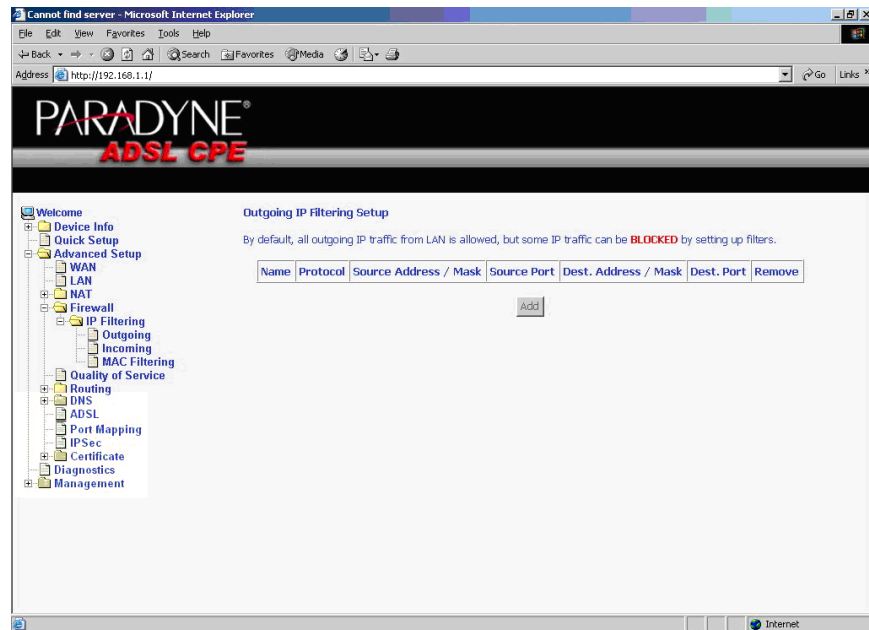 Cannot find server - Microsoft Internet Explorer
File Edit View Favorites Tools Help
Back Search Favorites Media
Address http://192.168.1.1/ Go Links »
PARADYNE®
ADSL CPE
Welcome
Device Info
Quick Setup
Advanced Setup
WAN
LAN
NAT
Firewall
IP Filtering
Outgoing
Incoming
MAC Filtering
Quality of Service
Routing
DNS
ADSL
Port Mapping
IPSec
Certificate
Diagnostics
Management
Outgoing IP Filtering Setup
By default, all outgoing IP traffic from LAN is allowed, but some IP traffic can be BLOCKED by setting up filters.
Name Protocol Source Address / Mask Source Port Dest. Address / Mask Dest. Port Remove
Add
Internet